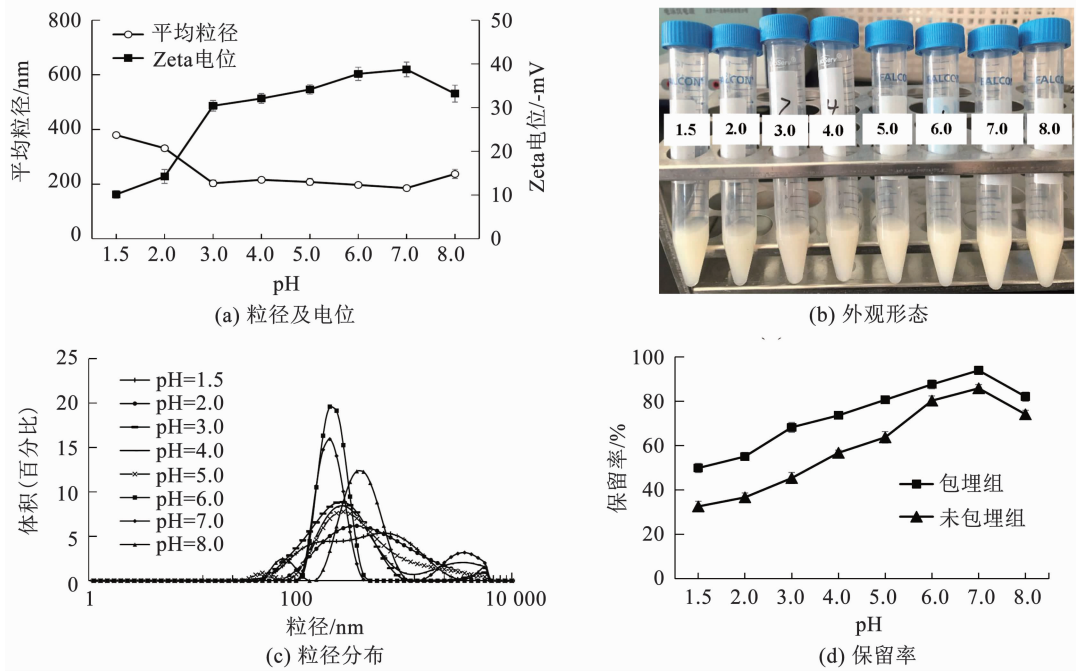 800
600
400
200
0
平均粒径/nm
平均粒径
Zeta电位
50
40
30
20
10
0
Zeta电位/-mV
1.5 2.0 3.0 4.0 5.0 6.0 7.0 8.0
pH
(a) 粒径及电位
ALCON
ALCON
7
4
FALCON
FALCON
FALCON
ALCON
1.5 2.0 3.0 4.0 5.0 6.0 7.0 8.0
(b) 外观形态
25
20
15
10
5
0
体积(百分比)
pH=1.5
pH=2.0
pH=3.0
pH=4.0
pH=5.0
pH=6.0
pH=7.0
pH=8.0
1 100 10 000
粒径/nm
(c) 粒径分布
100
80
60
40
20
0
保留率/%
包埋组
未包埋组
1.5 2.0 3.0 4.0 5.0 6.0 7.0 8.0
pH
(d) 保留率